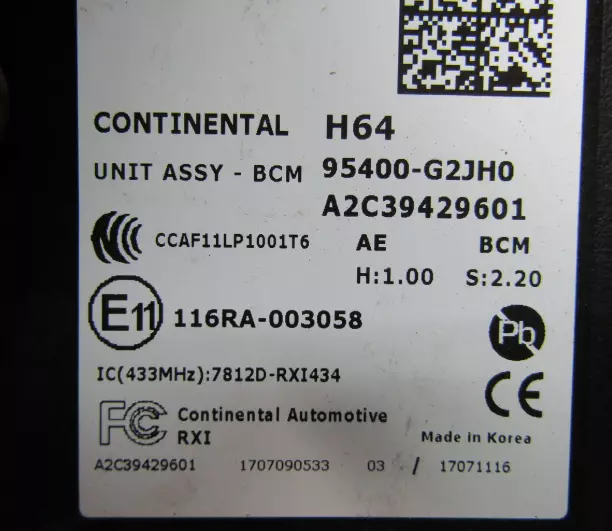 CONTINENTAL H64
UNIT ASSY - BCM 95400-G2JH0
A2C39429601
CCAF11LP1001T6 AE BCM
H:1.00 S:2.20
E11 116RA-003058
Pb
IC(433MHz):7812D-RXI434
CE
FC Continental Automotive
RXI
Made in Korea
A2C39429601 1707090533 03 / 17071116